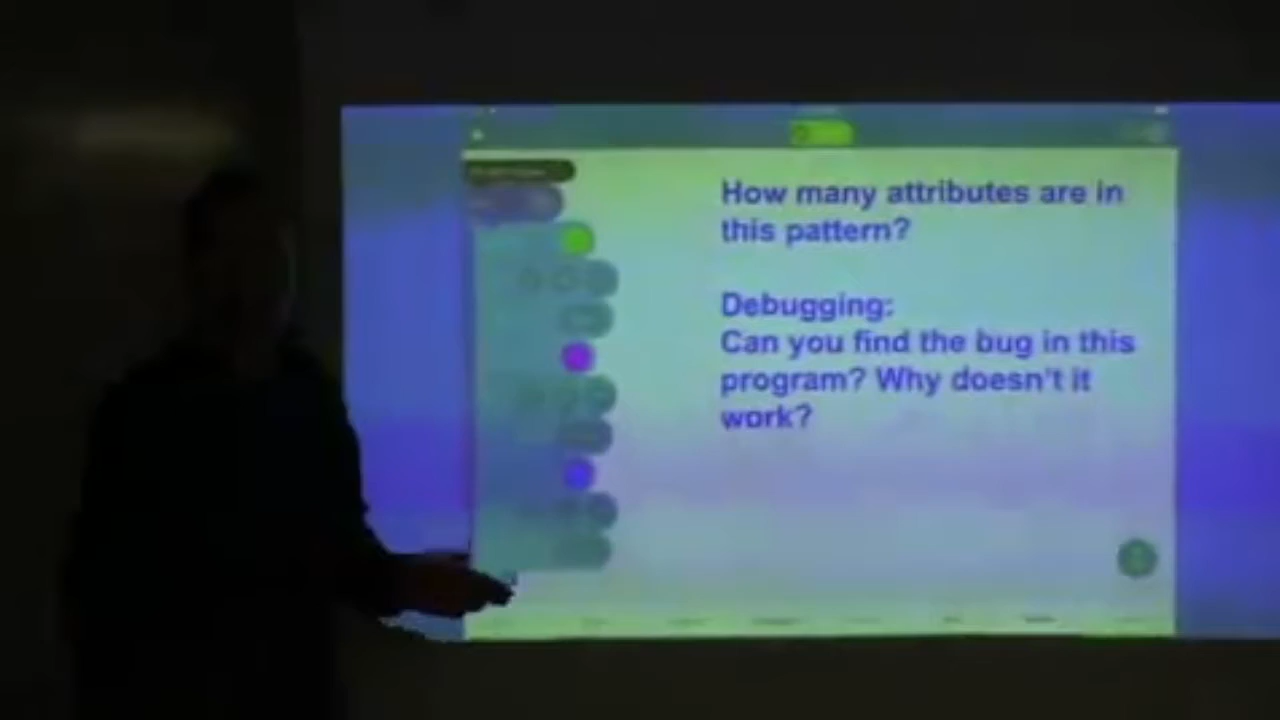 How many attributes are in
this pattern?
Debugging:
Can you find the bug in this
program? Why doesn't it
work?